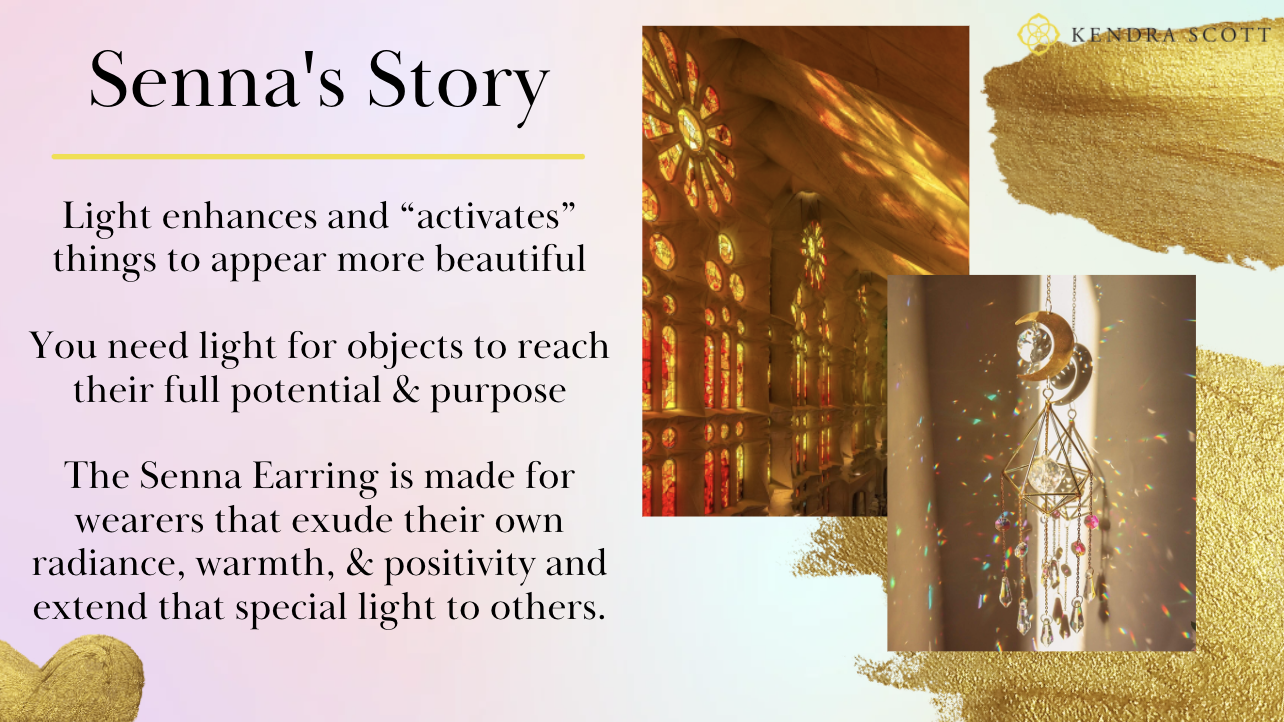 KENDRA SCOTT
Senna's Story
Light enhances and “activates”
things to appear more beautiful
You need light for objects to reach
their full potential & purpose
The Senna Earring is made for
wearers that exude their own
radiance, warmth, & positivity and
extend that special light to others.